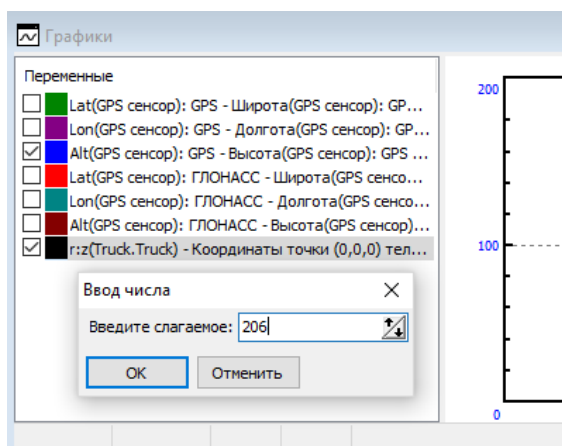 Графики
Переменные
Lat(GPS сенсор): GPS - Широта(GPS сенсор): GP...
Lon(GPS сенсор): GPS - Долгота(GPS сенсор): GP...
Alt(GPS сенсор): GPS - Высота(GPS сенсор): GPS ...
Lat(GPS сенсор): ГЛОНАСС - Широта(GPS сенсо...
Lon(GPS сенсор): ГЛОНАСС - Долгота(GPS сенсо...
Alt(GPS сенсор): ГЛОНАСС - Высота(GPS сенсор)...
r:z(Truck.Truck) - Координаты точки (0,0,0) тел...
Ввод числа
Введите слагаемое: 206
OK
Отменить
200
100
0